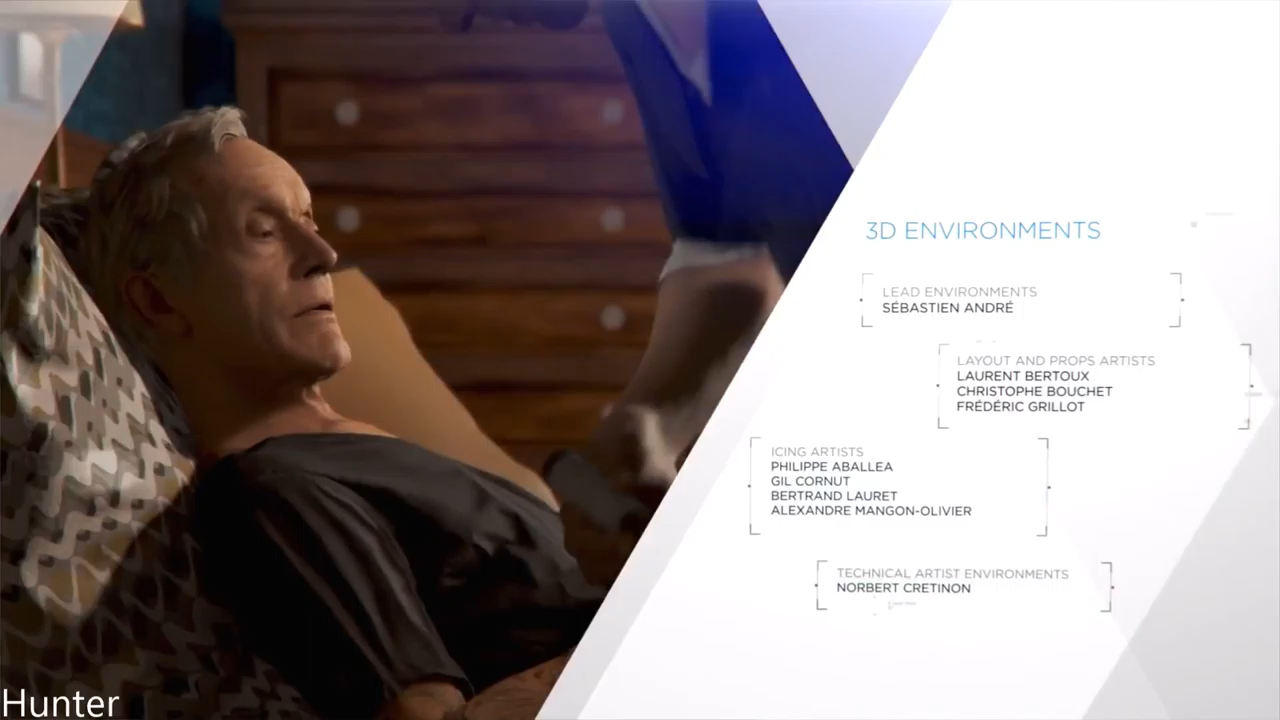 3D ENVIRONMENTS
LEAD ENVIRONMENTS
SÉBASTIEN ANDRÉ
LAYOUT AND PROPS ARTISTS
LAURENT BERTOUX
CHRISTOPHE BOUCHET
FRÉDÉRIC GRILLOT
ICING ARTISTS
PHILIPPE ABALLEA
GIL CORNUT
BERTRAND LAURET
ALEXANDRE MANGON-OLIVIER
TECHNICAL ARTIST ENVIRONMENTS
NORBERT CRETINON
Hunter